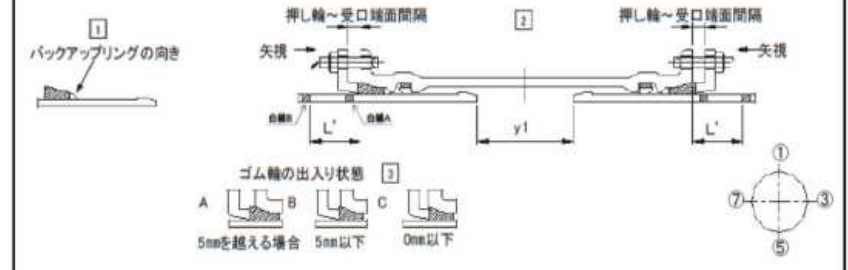 1
バックアップリングの向き
押し輪～受口端面間隔
2
押し輪～受口端面間隔
矢視
矢視
白線B
白線A
L'
y1
L'
ゴム輪の出入り状態 3
A B C
5mmを越える場合 5mm以下 0mm以下
①
⑦ ③
⑤